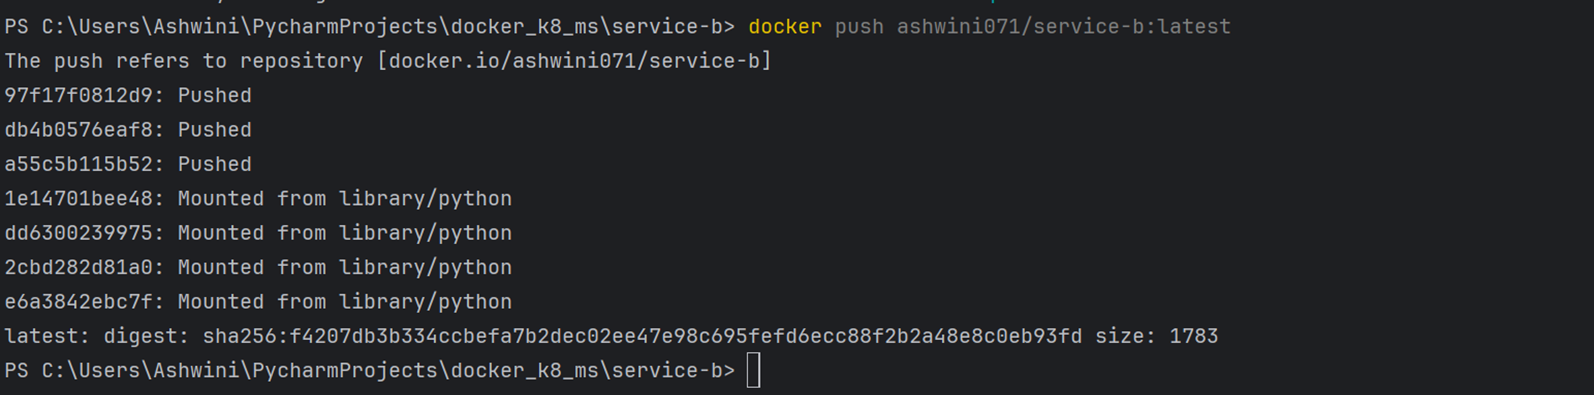 PS C:\Users\Ashwini\PycharmProjects\docker_k8_ms\service-b> docker push ashwini071/service-b:latest
The push refers to repository [docker.io/ashwini071/service-b]
97f17f0812d9: Pushed
db4b0576eaf8: Pushed
a55c5b115b52: Pushed
1e14701bee48: Mounted from library/python
dd6300239975: Mounted from library/python
2cbd282d81a0: Mounted from library/python
e6a3842ebc7f: Mounted from library/python
latest: digest: sha256:f4207db3b334ccbefa7b2dec02ee47e98c695fefd6ecc88f2b2a48e8c0eb93fd size: 1783
PS C:\Users\Ashwini\PycharmProjects\docker_k8_ms\service-b>